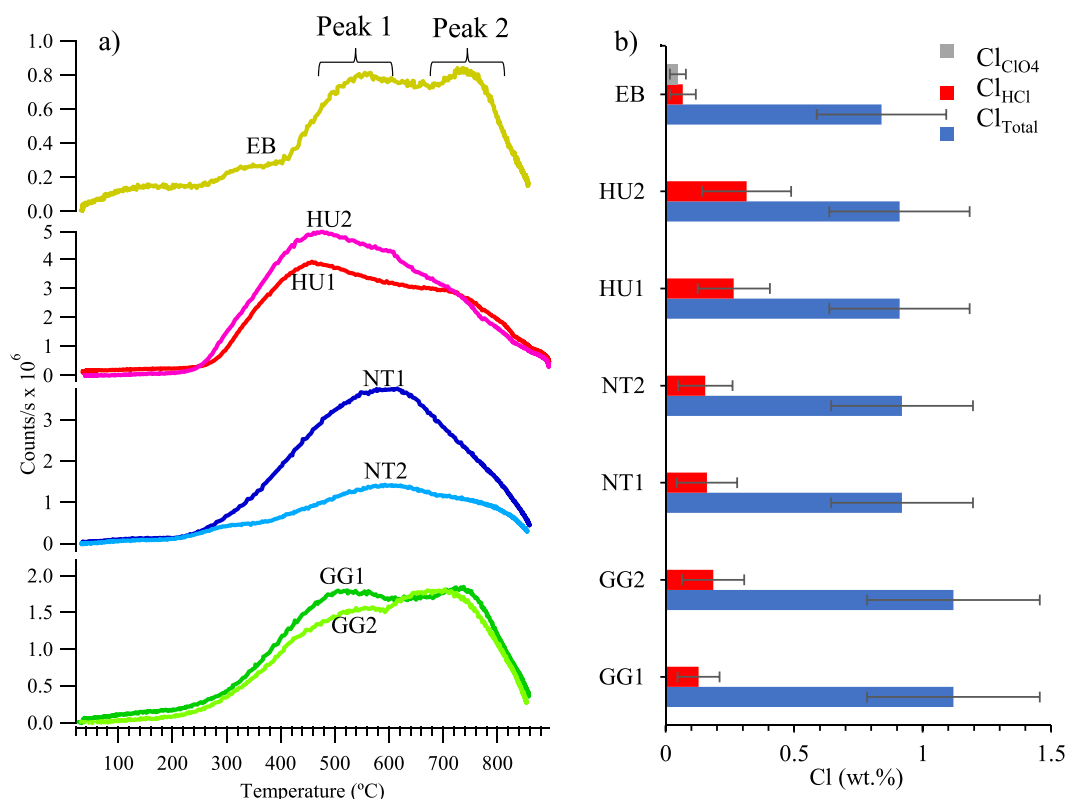 a)
Peak 1
Peak 2
1.0
0.8
0.6
0.4
0.2
0.0
EB
5
4
3
2
1
0
HU2
HU1
3
2
1
0
NT1
NT2
2.0
1.5
1.0
0.5
0.0
GG1
GG2
Counts/s x 10⁶
100 200 300 400 500 600 700 800
Temperature (ºC)
b)
Cl_ClO4
Cl_HCl
Cl_Total
EB
HU2
HU1
NT2
NT1
GG2
GG1
0 0.5 1 1.5
Cl (wt.%)